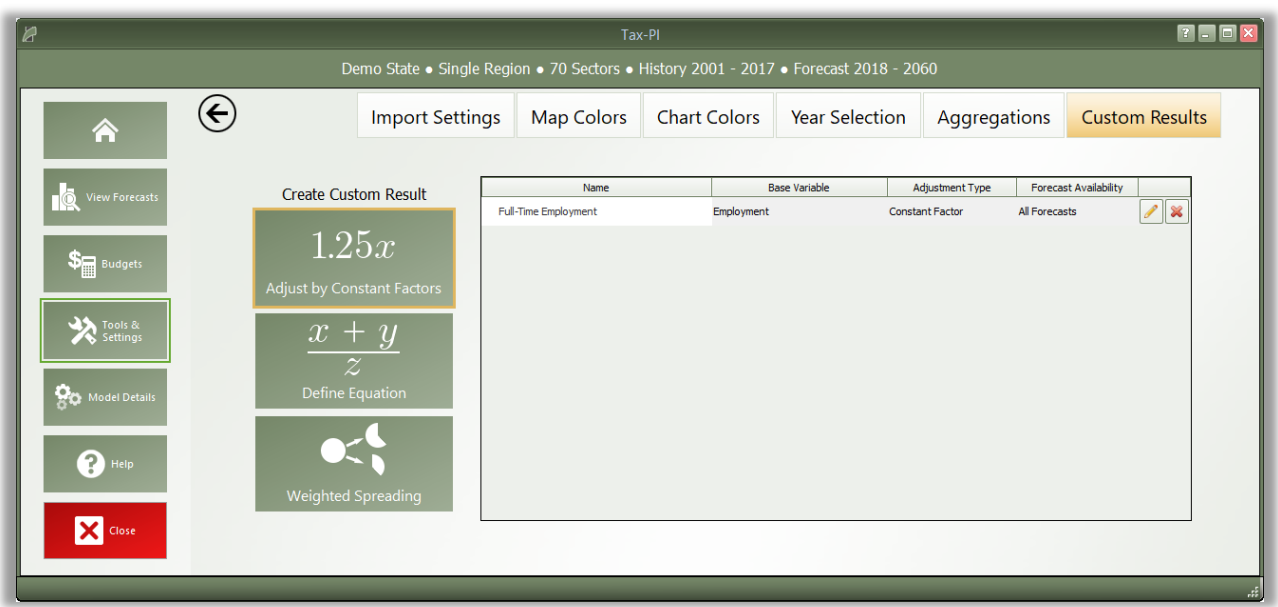 Tax-PI
Demo State ● Single Region ● 70 Sectors ● History 2001 - 2017 ● Forecast 2018 - 2060
Import Settings
Map Colors
Chart Colors
Year Selection
Aggregations
Custom Results
View Forecasts
Budgets
Tools &
Settings
Model Details
Help
Close
Create Custom Result
1.25x
Adjust by Constant Factors
x + y
z
Define Equation
Weighted Spreading
Name Base Variable Adjustment Type Forecast Availability
Full-Time Employment Employment Constant Factor All Forecasts